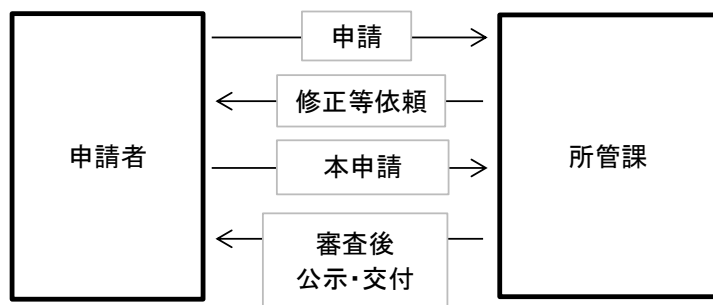 申請
修正等依頼
申請者
本申請
所管課
審査後
公示・交付